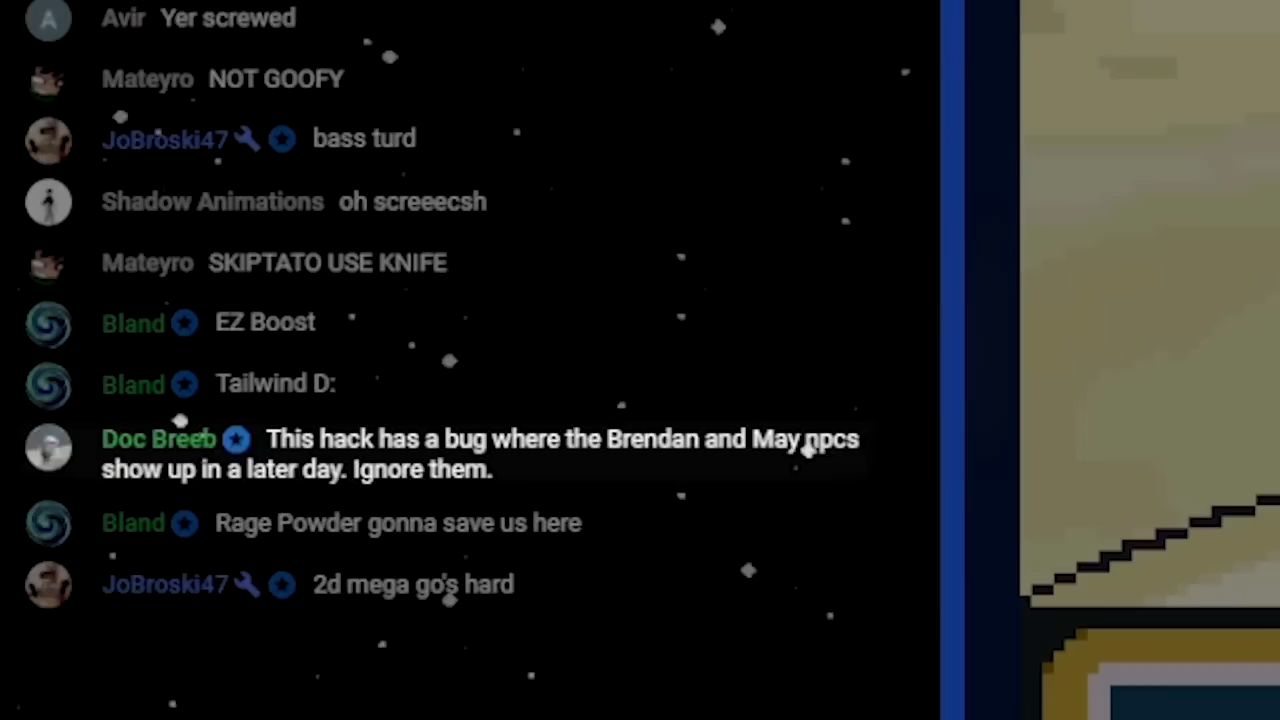 A Avir Yer screwed
Mateyro NOT GOOFY
JoBroski47 bass turd
Shadow Animations oh screeecsh
Mateyro SKIPTATO USE KNIFE
Bland EZ Boost
Bland Tailwind D:
Doc Breeb This hack has a bug where the Brendan and May npcs
show up in a later day. Ignore them.
Bland Rage Powder gonna save us here
JoBroski47 2d mega go's hard